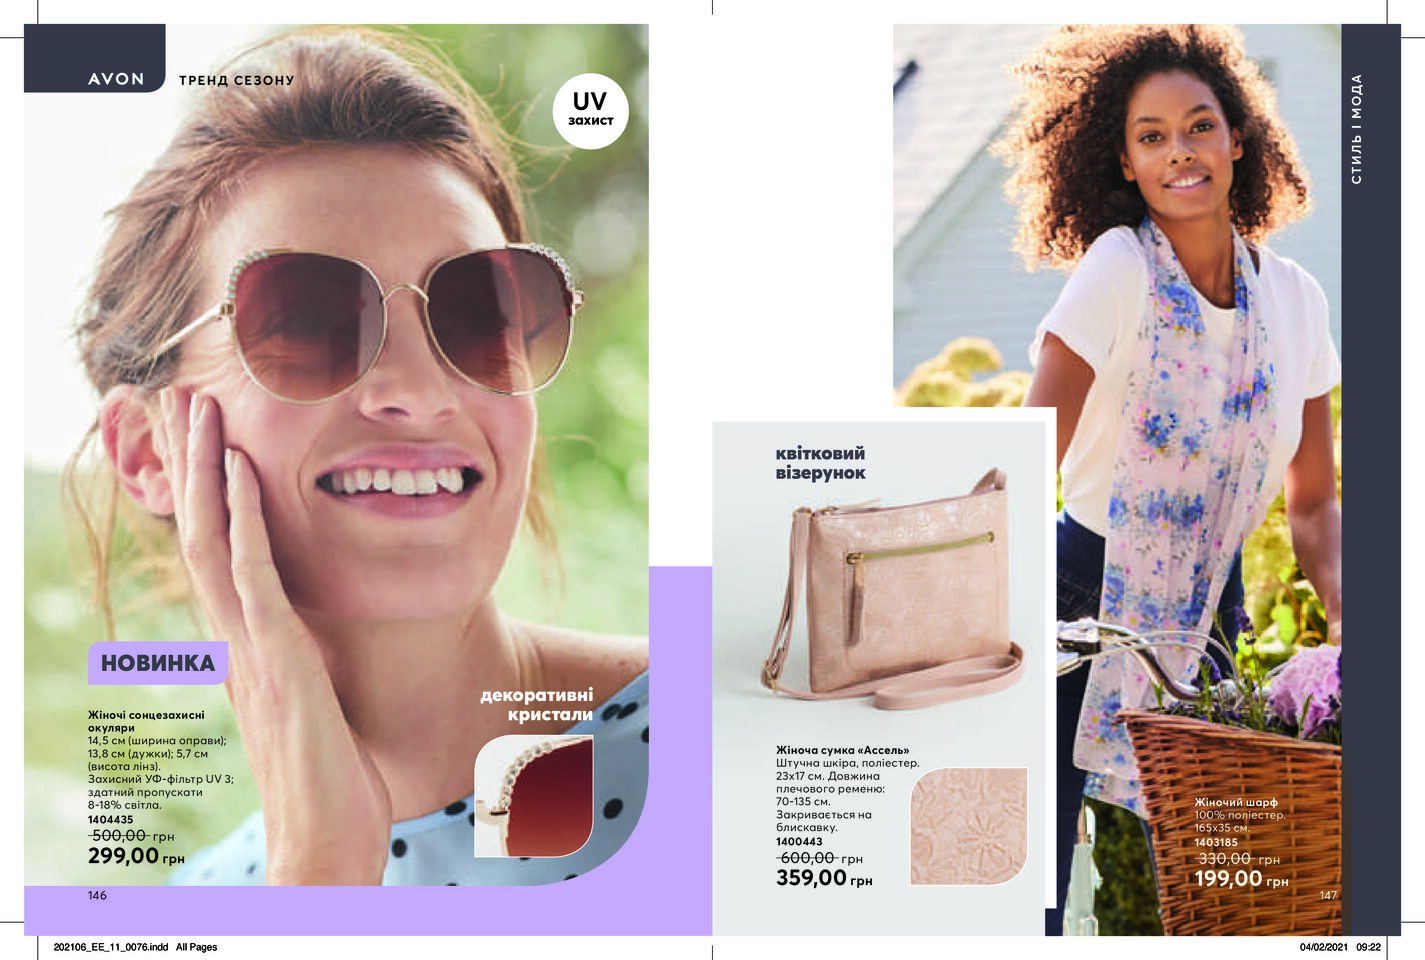 AVON
ТРЕНД СЕЗОНУ
UV
захист
НОВИНКА
Жіночі сонцезахисні
окуляри
14,5 см (ширина оправи);
13,8 см (дужки); 5,7 см
(висота лінз).
Захисний УФ-фільтр UV 3;
здатний пропускати
8-18% світла.
1404435
500,00 грн
299,00 грн
декоративні
кристали
146
СТИЛЬ І МОДА
квітковий
візерунок
Жіноча сумка «Ассель»
Штучна шкіра, поліестер.
23х17 см. Довжина
плечового ременю:
70-135 см.
Закривається на
блискавку.
1400443
600,00 грн
359,00 грн
Жіночий шарф
100% поліестер.
165х35 см.
1403185
330,00 грн
199,00 грн
147
202106_EE_11_0076.indd All Pages
04/02/2021 09:22